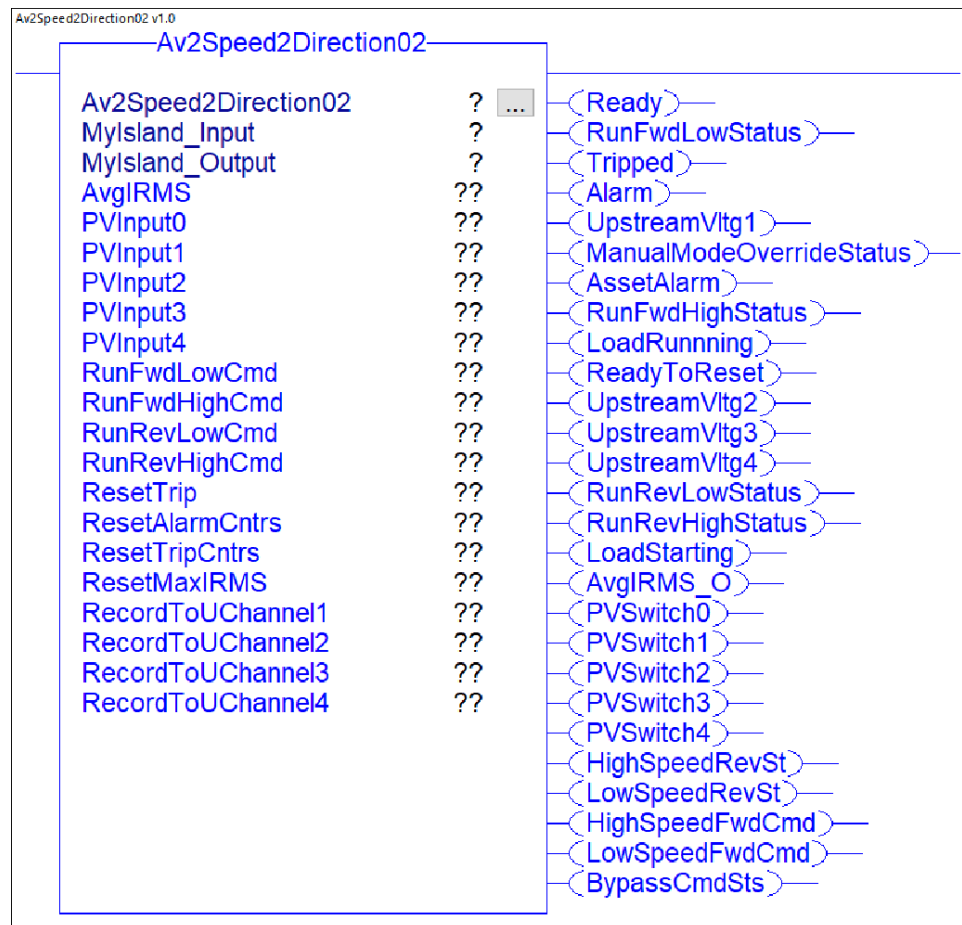 Av2Speed2Direction02 v1.0
Av2Speed2Direction02
Av2Speed2Direction02 ? ... Ready
MyIsland_Input ? RunFwdLowStatus
MyIsland_Output ? Tripped
AvgIRMS ?? Alarm
PVInput0 ?? UpstreamVltg1
PVInput1 ?? ManualModeOverrideStatus
PVInput2 ?? AssetAlarm
PVInput3 ?? RunFwdHighStatus
PVInput4 ?? LoadRunnning
RunFwdLowCmd ?? ReadyToReset
RunFwdHighCmd ?? UpstreamVltg2
RunRevLowCmd ?? UpstreamVltg3
RunRevHighCmd ?? UpstreamVltg4
ResetTrip ?? RunRevLowStatus
ResetAlarmCntrs ?? RunRevHighStatus
ResetTripCntrs ?? LoadStarting
ResetMaxIRMS ?? AvgIRMS_O
RecordToUChannel1 ?? PVSwitch0
RecordToUChannel2 ?? PVSwitch1
RecordToUChannel3 ?? PVSwitch2
RecordToUChannel4 ?? PVSwitch3
PVSwitch4
HighSpeedRevSt
LowSpeedRevSt
HighSpeedFwdCmd
LowSpeedFwdCmd
BypassCmdSts